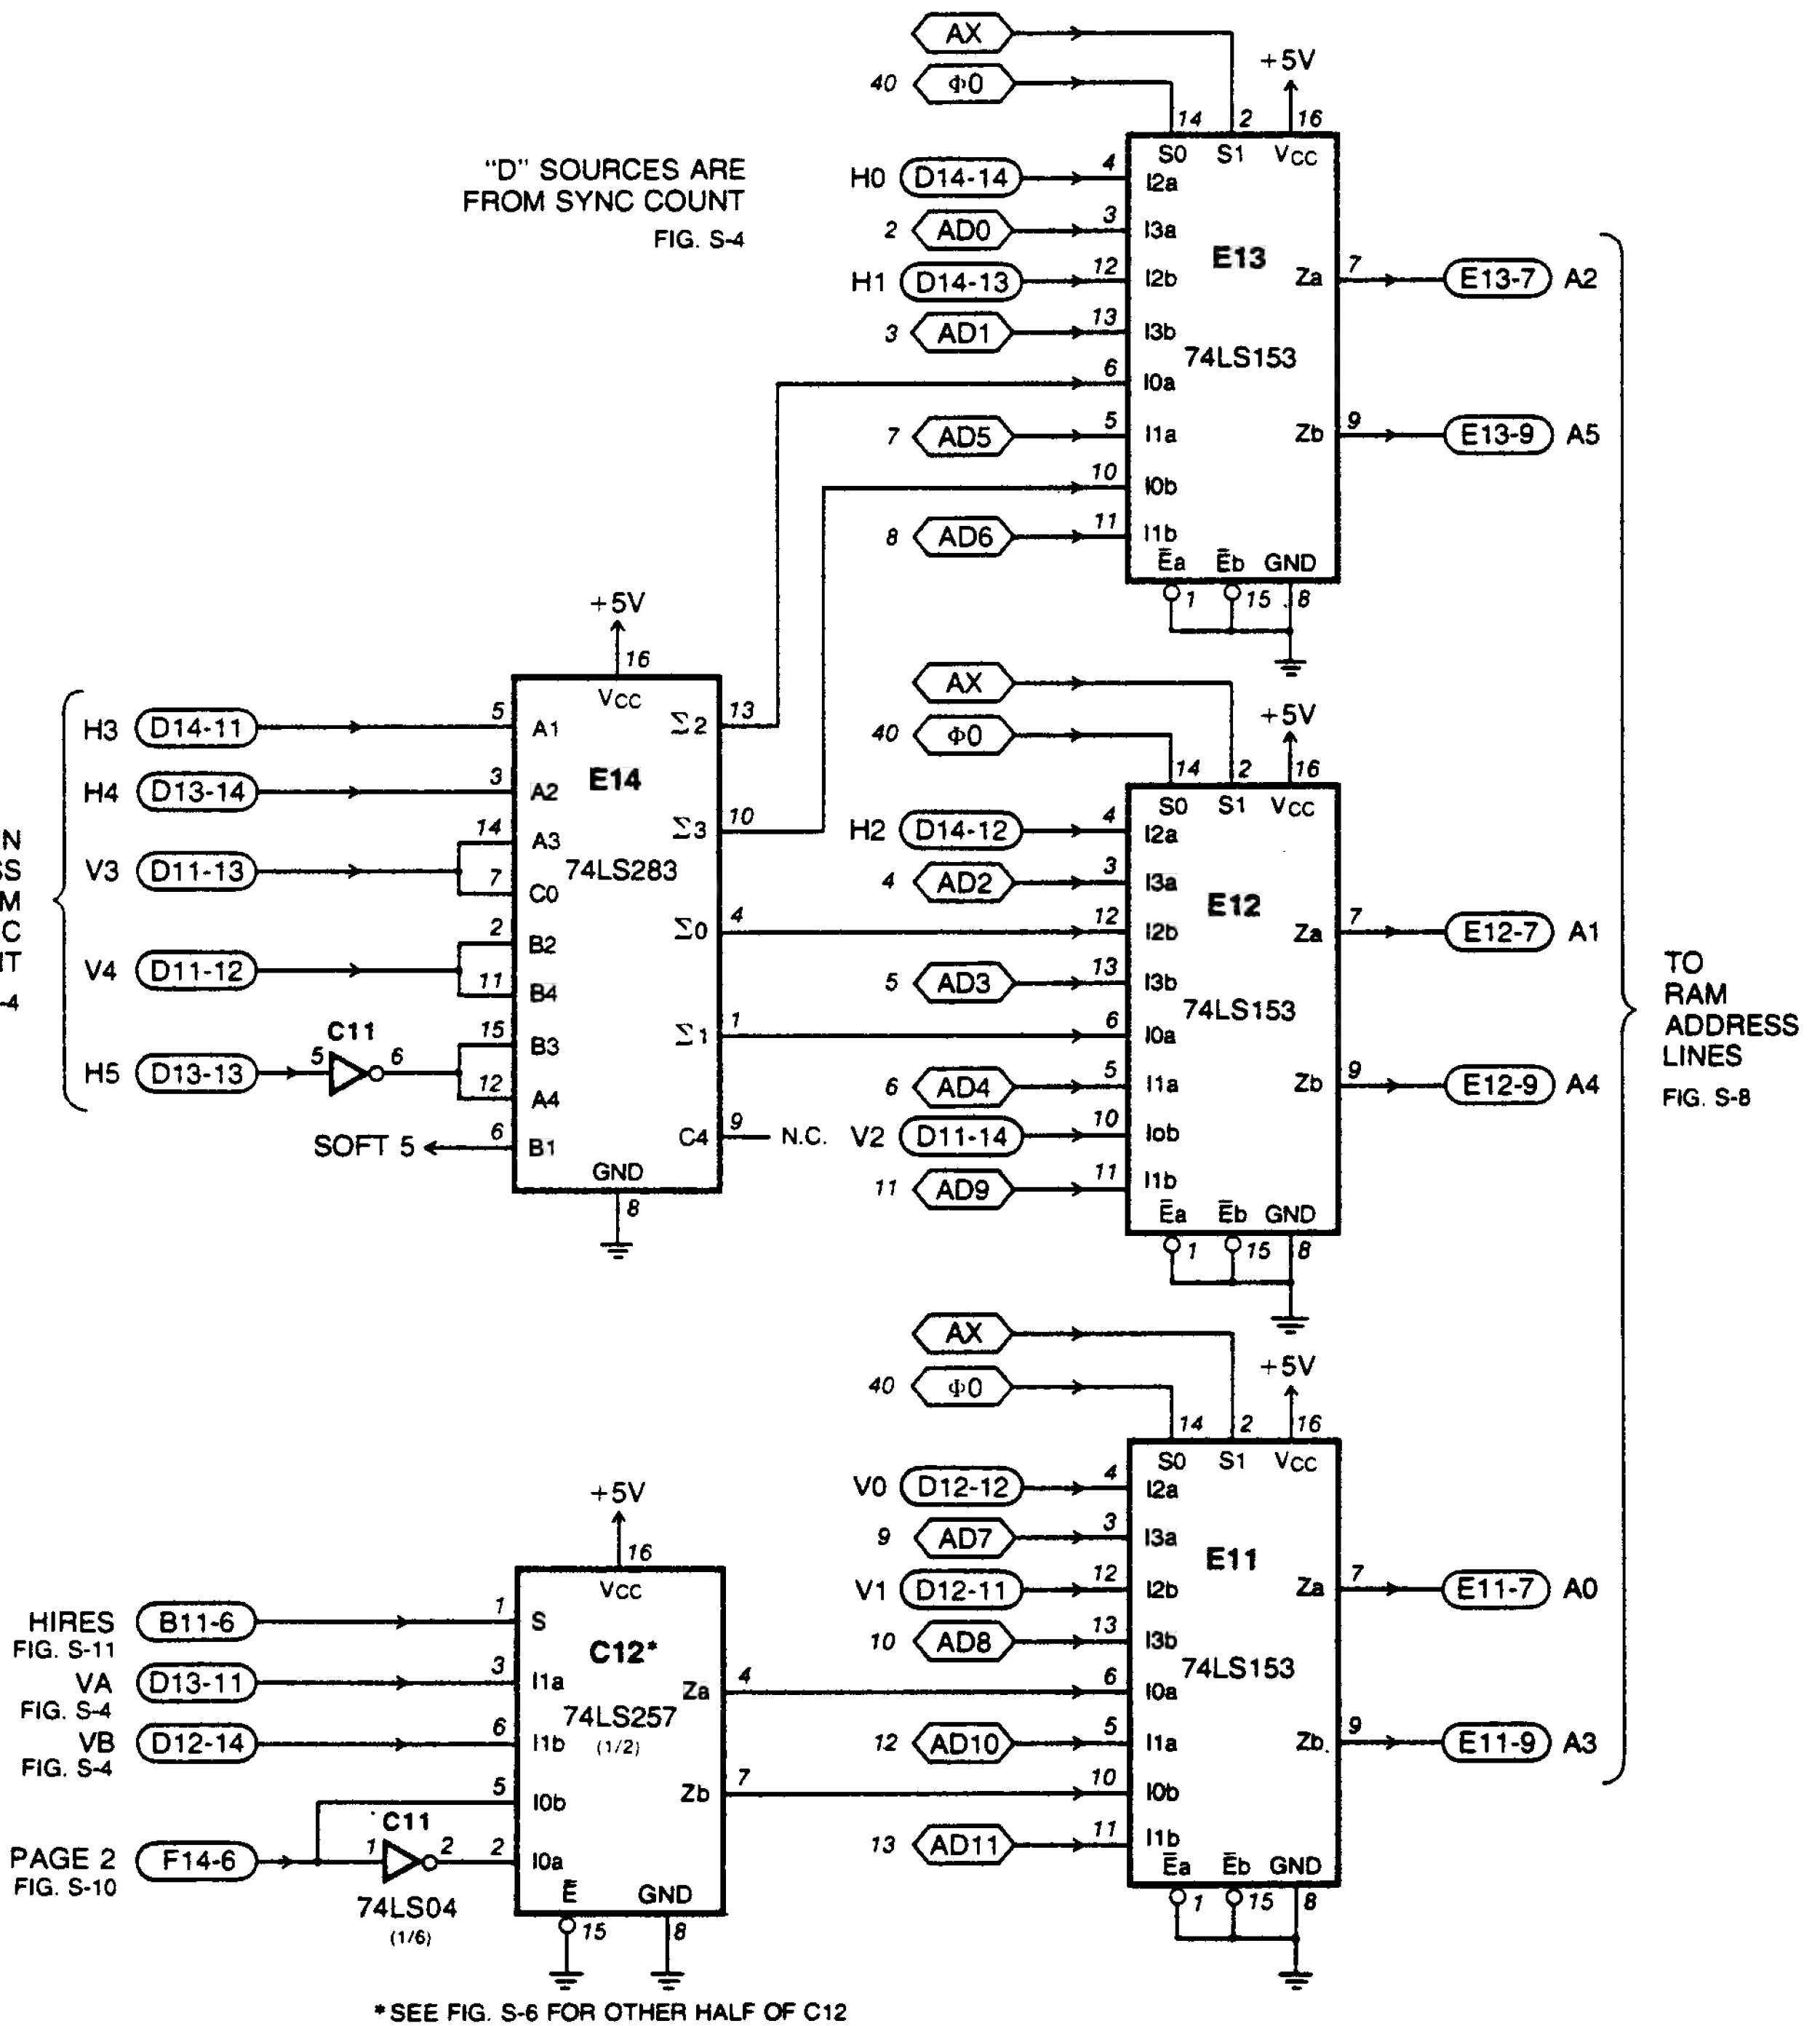 AX
+5V
40 Φ0
14 2 16
S0 S1 VCC
"D" SOURCES ARE
FROM SYNC COUNT
FIG. S-4
H0 D14-14 4 I2a
2 AD0 3 I3a
E13
H1 D14-13 12 I2b
Za 7 E13-7 A2
3 AD1 13 I3b
74LS153
6 I0a
7 AD5 5 I1a
Zb 9 E13-9 A5
10 I0b
8 AD6 11 I1b
Ea Eb GND
1 15 8
+5V
16
VCC
H3 D14-11 5 A1
Σ2 13
E14
H4 D13-14 3 A2
14 A3
Σ3 10
V3 D11-13
74LS283
7 C0
2 B2
Σ0 4
V4 D11-12
11 B4
C11
15 B3
Σ1 1
H5 D13-13 5 6
12 A4
SOFT 5 6 B1
C4 9 N.C.
GND
8
N
SS
M
C
IT
-4
AX
+5V
40 Φ0
14 2 16
S0 S1 VCC
H2 D14-12 4 I2a
4 AD2 3 I3a
E12
12 I2b
Za 7 E12-7 A1
5 AD3 13 I3b
74LS153
6 I0a
6 AD4 5 I1a
Zb 9 E12-9 A4
V2 D11-14 10 Iob
11 AD9 11 I1b
Ea Eb GND
1 15 8
TO
RAM
ADDRESS
LINES
FIG. S-8
AX
+5V
40 Φ0
14 2 16
S0 S1 VCC
V0 D12-12 4 I2a
9 AD7 3 I3a
E11
V1 D12-11 12 I2b
Za 7 E11-7 A0
10 AD8 13 I3b
74LS153
6 I0a
12 AD10 5 I1a
Zb. 9 E11-9 A3
10 I0b
13 AD11 11 I1b
Ea Eb GND
1 15 8
+5V
16
VCC
HIRES B11-6 1 S
FIG. S-11
C12*
VA D13-11 3 I1a
FIG. S-4
Za 4
74LS257
(1/2)
VB D12-14 6 I1b
FIG. S-4
5 I0b
Zb 7
C11
PAGE 2 F14-6 1 2 2 I0a
FIG. S-10
E GND
74LS04
(1/6)
15 8
*SEE FIG. S-6 FOR OTHER HALF OF C12